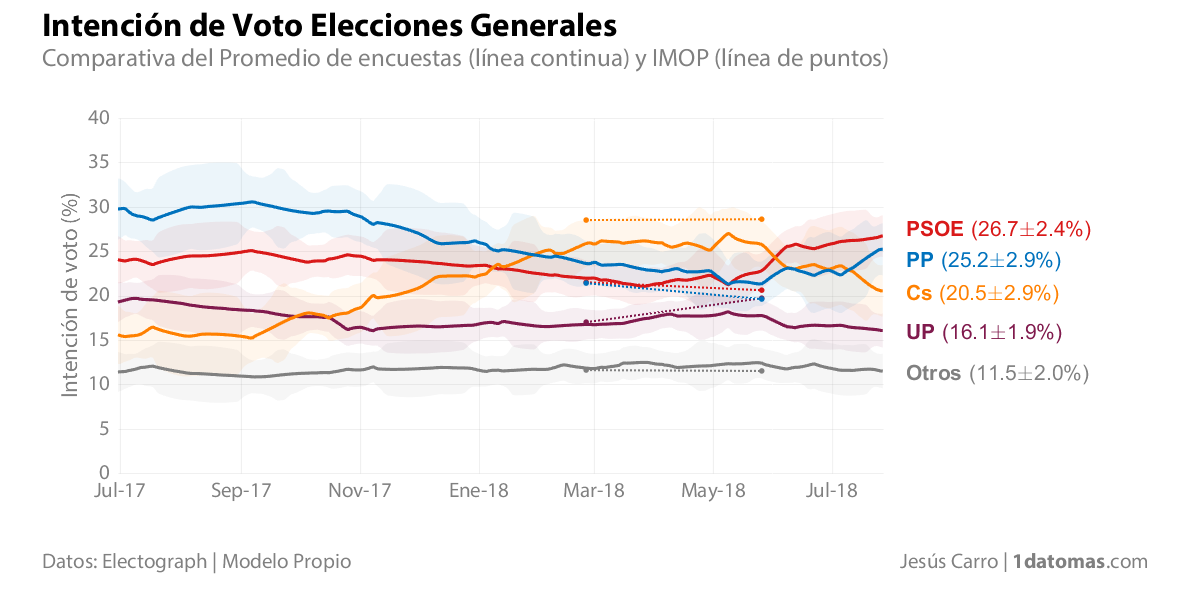 Intención de Voto Elecciones Generales
Comparativa del Promedio de encuestas (línea continua) y IMOP (línea de puntos)
Intención de voto (%)
40
35
30
25
20
15
10
5
0
Jul-17 Sep-17 Nov-17 Ene-18 Mar-18 May-18 Jul-18
PSOE (26.7±2.4%)
PP (25.2±2.9%)
Cs (20.5±2.9%)
UP (16.1±1.9%)
Otros (11.5±2.0%)
Datos: Electograph | Modelo Propio
Jesús Carro | 1datomas.com